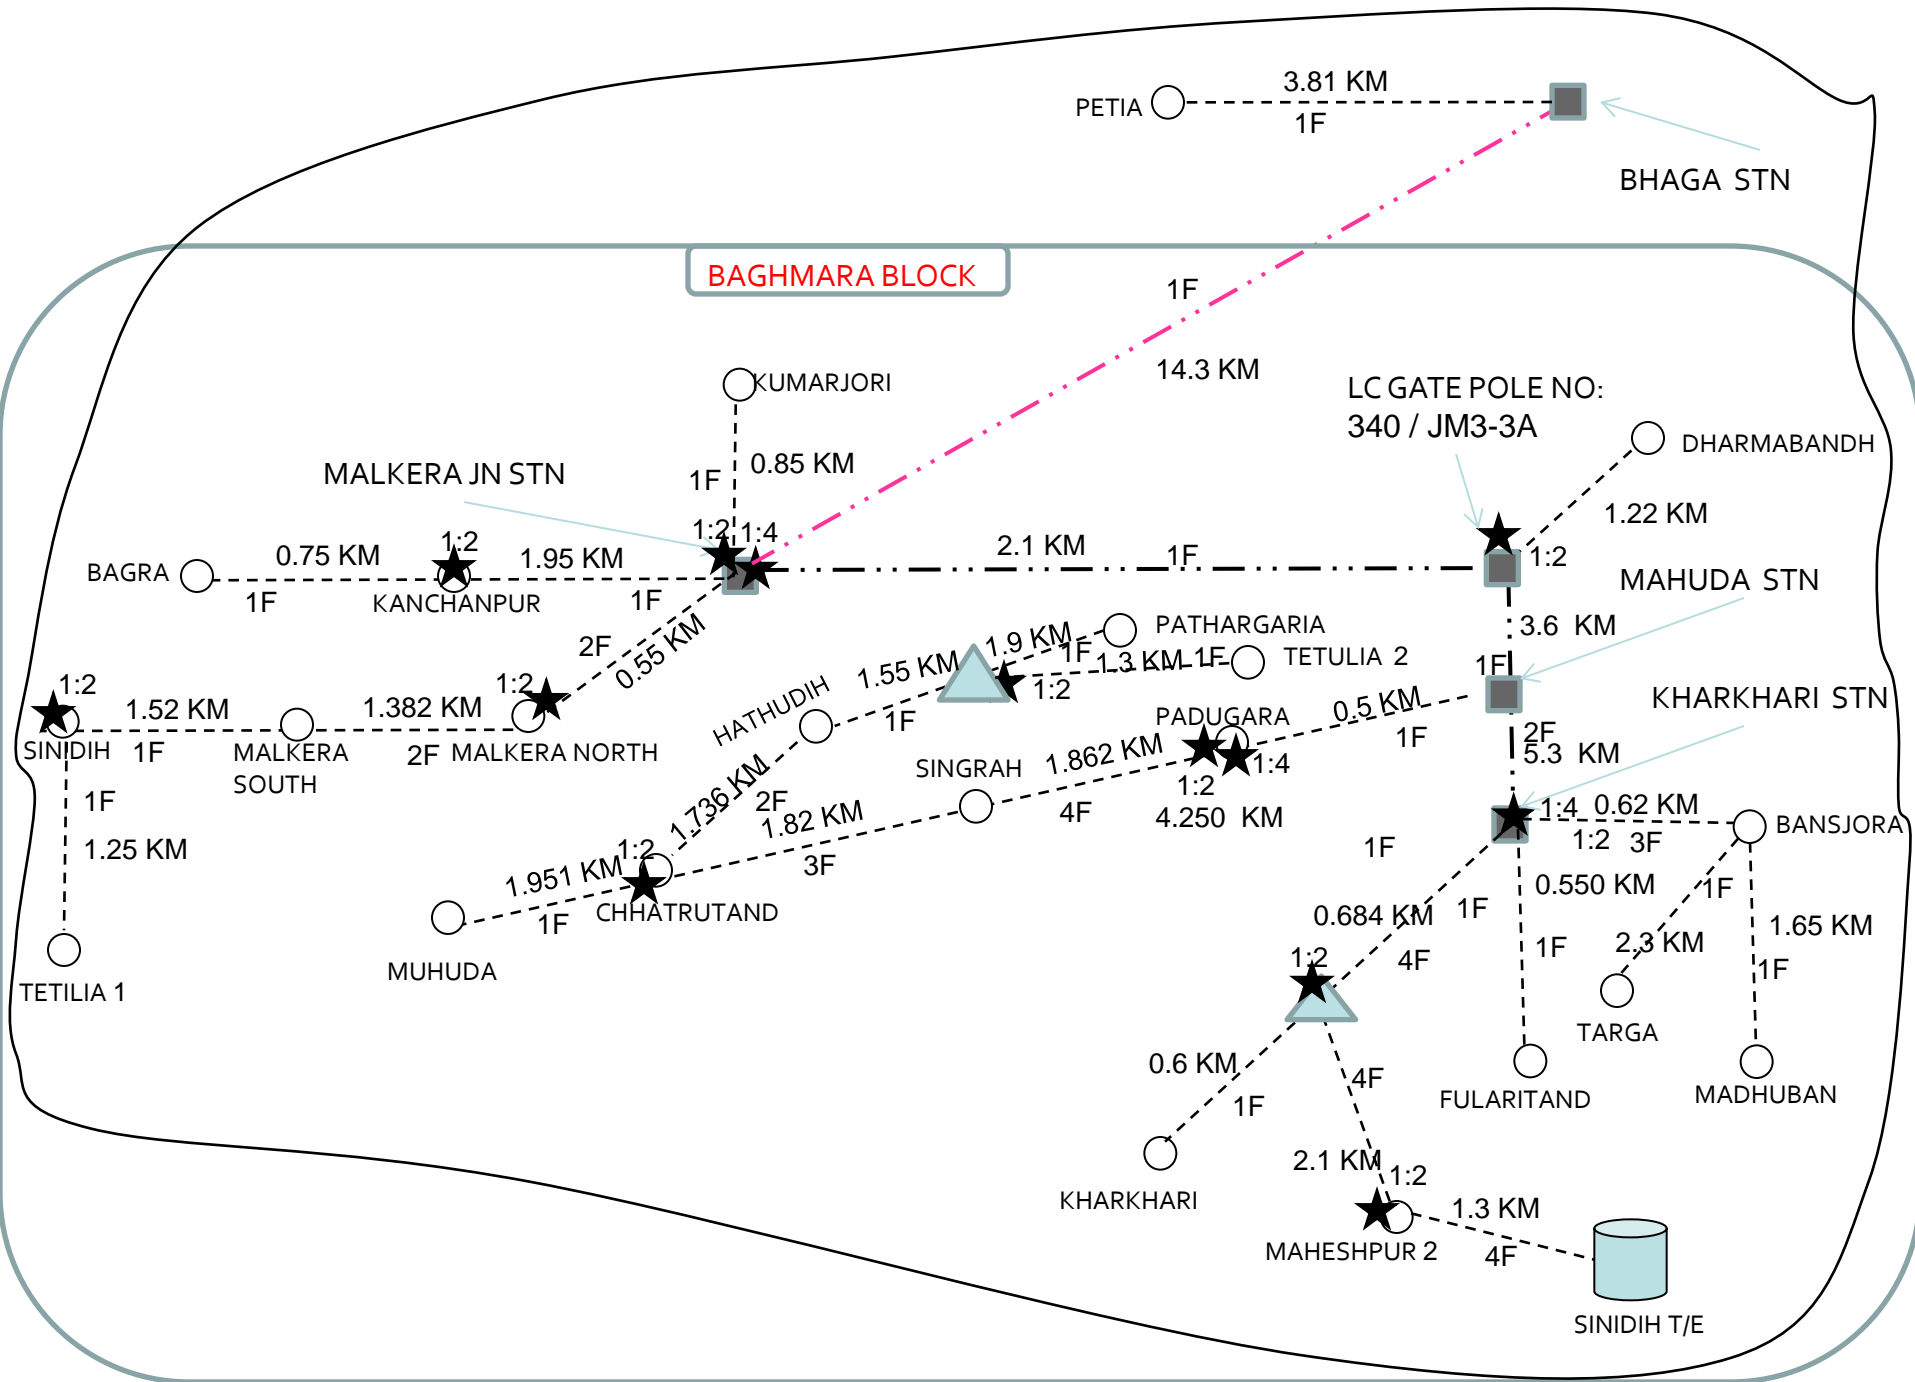 3.81 KM
PETIA
1F
BHAGA STN
BAGHMARA BLOCK
1F
14.3 KM
KUMARJORI
LC GATE POLE NO:
340 / JM3-3A
DHARMABANDH
MALKERA JN STN
1F
0.85 KM
1.22 KM
1:2
1:4
BAGRA
0.75 KM
1:2
1.95 KM
2.1 KM
1F
1:2
1F
KANCHANPUR
1F
MAHUDA STN
2F
0.55 KM
3.6 KM
1F
PATHARGARIA
1.9 KM
1F
1.3 KM
1F
TETULIA 2
1.55 KM
1:2
1F
HATHUDIH
KHARKHARI STN
1:2
1.52 KM
1.382 KM
1:2
SINIDIH
1F
MALKERA
SOUTH
2F
MALKERA NORTH
PADUGARA
0.5 KM
1F
2F
5.3 KM
SINGRAH
1.862 KM
1:4
1:2
4.250 KM
4F
1.736 KM
2F
1.82 KM
3F
1:4
0.62 KM
1:2
3F
BANSJORA
1F
1.25 KM
1:2
1.951 KM
1F
CHHATRUTAND
MUHUDA
TETILIA 1
1F
0.550 KM
1F
0.684 KM
1F
4F
1F
2.3 KM
1.65 KM
1F
1:2
TARGA
FULARITAND
MADHUBAN
0.6 KM
1F
4F
KHARKHARI
2.1 KM
1:2
MAHESHPUR 2
1.3 KM
4F
SINIDIH T/E